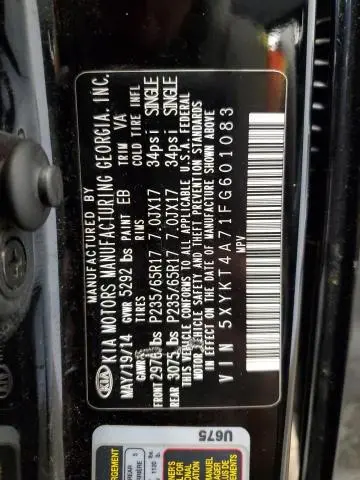 MANUFACTURED BY
KIA KIA MOTORS MANUFACTURING GEORGIA, INC.
MAY/19/14 GVWR 5292 lbs PAINT EB TRIM VA
GAWR TIRES RIMS COLD TIRE INFL
FRONT 2976 lbs P235/65R17 7.0JX17 34psi SINGLE
REAR 3075 lbs P235/65R17 7.0JX17 34psi SINGLE
THIS VEHICLE CONFORMS TO ALL APPLICABLE U.S.A FEDERAL
MOTOR VEHICLE SAFETY AND THEFT PREVENTION STANDARDS
IN EFFECT ON THE DATE OF MANUFACTURE SHOWN ABOVE
VIN 5XYKT4A71FG601083
MPV
U675